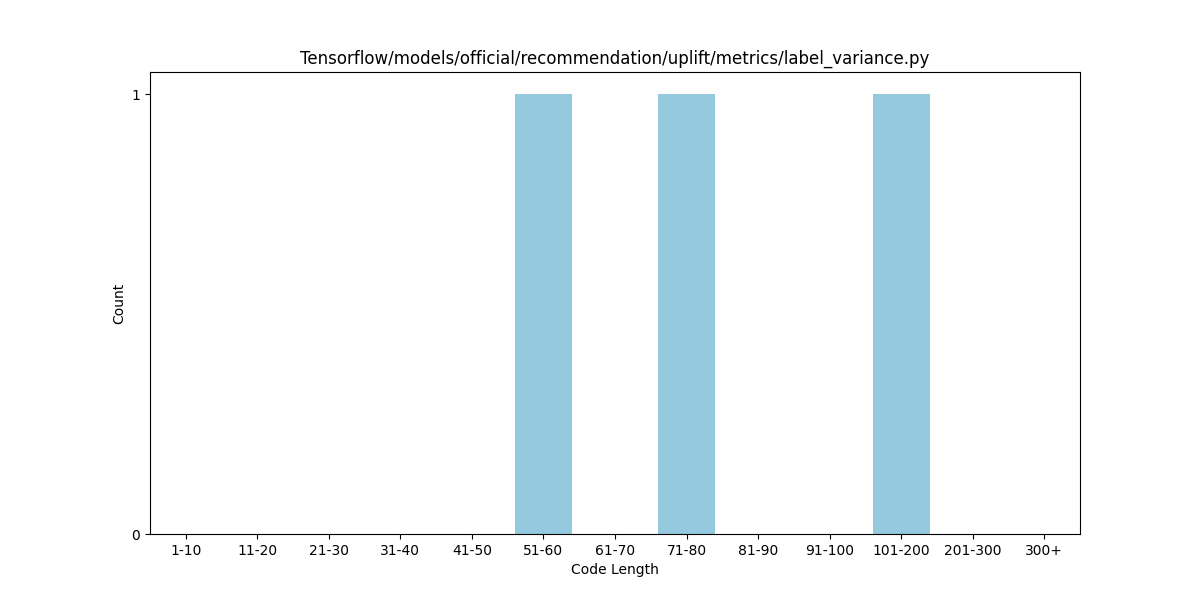 Tensorflow/models/official/recommendation/uplift/metrics/label_variance.py
1
Count
0
1-10 11-20 21-30 31-40 41-50 51-60 61-70 71-80 81-90 91-100 101-200 201-300 300+
Code Length